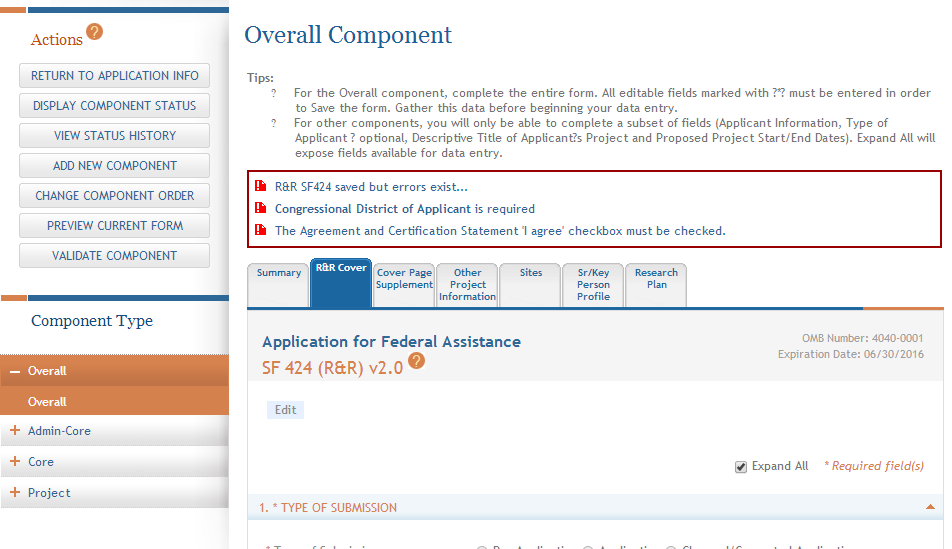 Actions ?
RETURN TO APPLICATION INFO
DISPLAY COMPONENT STATUS
VIEW STATUS HISTORY
ADD NEW COMPONENT
CHANGE COMPONENT ORDER
PREVIEW CURRENT FORM
VALIDATE COMPONENT
Component Type
Overall
Overall
Admin-Core
Core
Project
Overall Component
Tips:
? For the Overall component, complete the entire form. All editable fields marked with ?*? must be entered in order
to Save the form. Gather this data before beginning your data entry.
? For other components, you will only be able to complete a subset of fields (Applicant Information, Type of
Applicant ? optional, Descriptive Title of Applicant?s Project and Proposed Project Start/End Dates). Expand All will
expose fields available for data entry.
R&R SF424 saved but errors exist...
Congressional District of Applicant is required
The Agreement and Certification Statement 'I agree' checkbox must be checked.
Summary
R&R Cover
Cover Page
Supplement
Other
Project
Information
Sites
Sr/Key
Person
Profile
Research
Plan
Application for Federal Assistance
SF 424 (R&R) v2.0 ?
OMB Number: 4040-0001
Expiration Date: 06/30/2016
Edit
Expand All * Required field(s)
1. * TYPE OF SUBMISSION